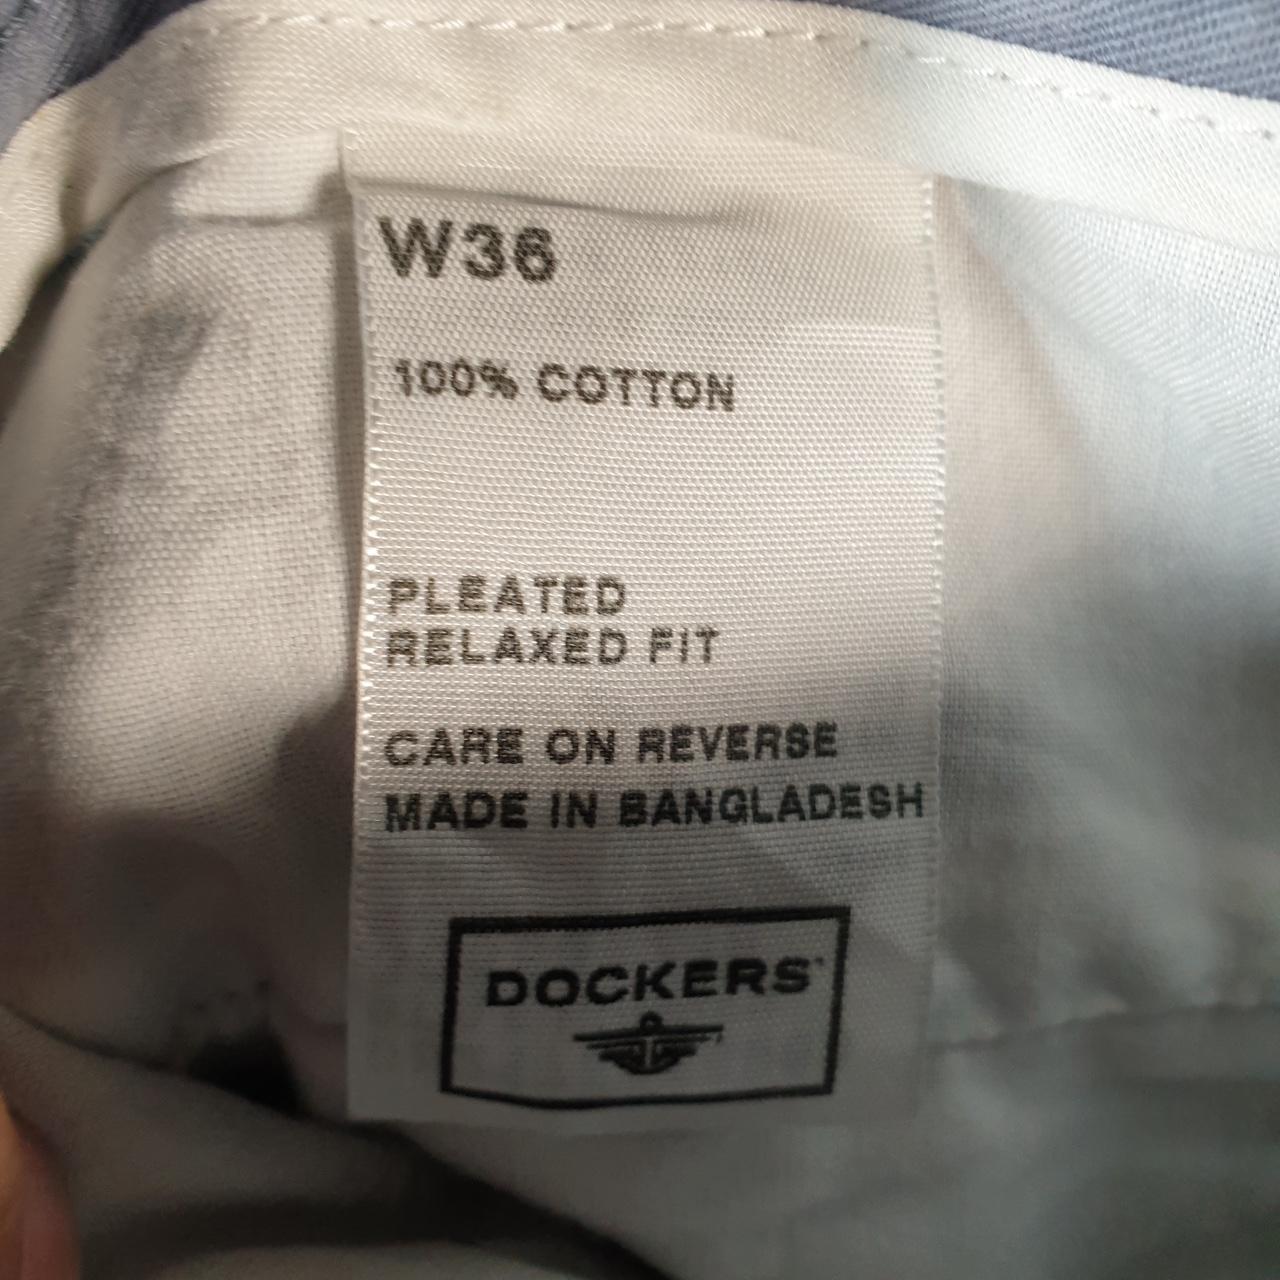 W36
100% COTTON
PLEATED
RELAXED FIT
CARE ON REVERSE
MADE IN BANGLADESH
DOCKERS